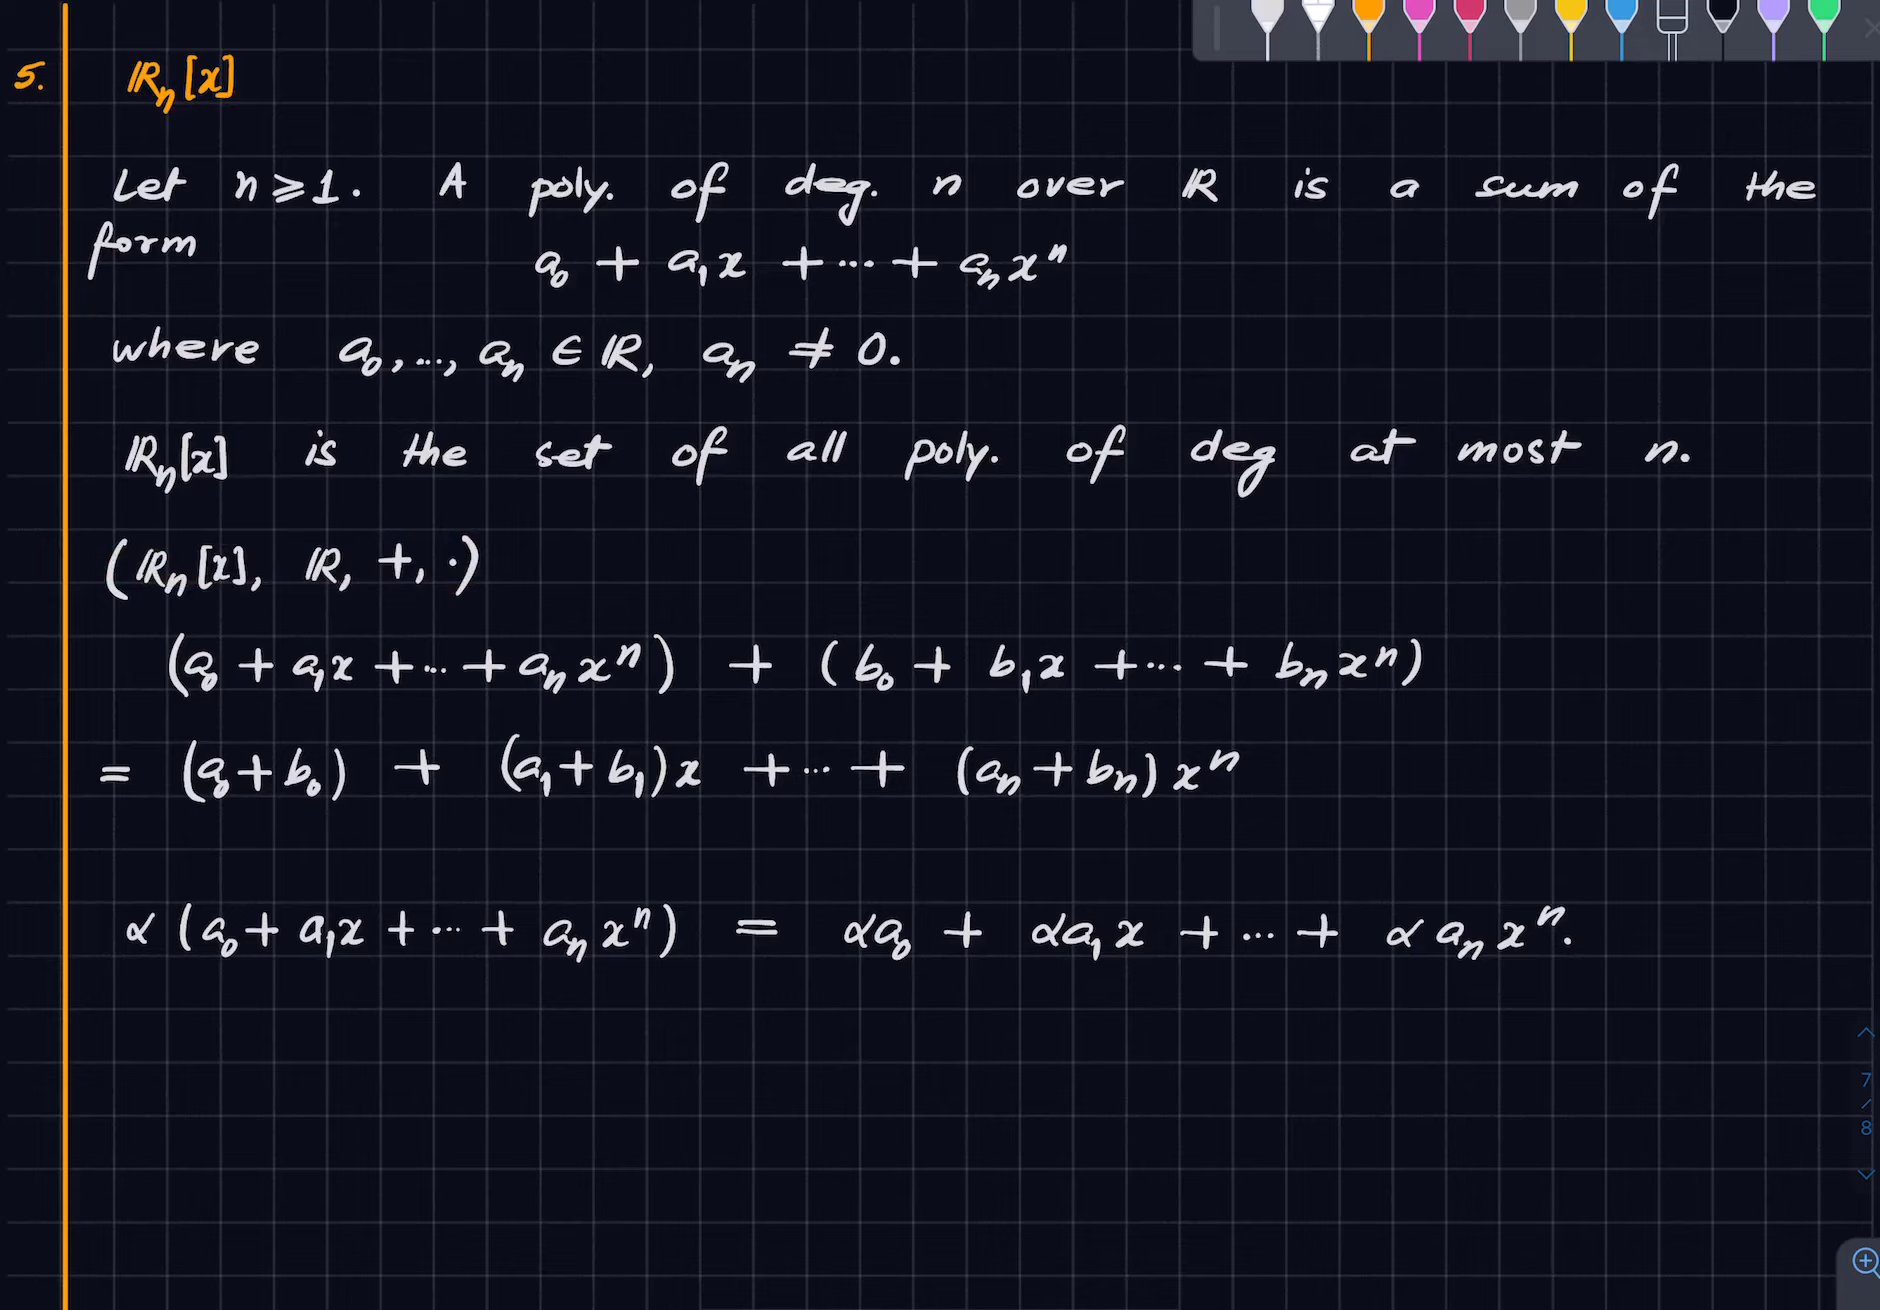 5. ℝₙ[x]
Let n ⩾ 1. A poly. of deg. n over ℝ is a sum of the
form
a₀ + a₁x + ... + aₙxⁿ
where a₀, ..., aₙ ∈ ℝ, aₙ ≠ 0.
ℝₙ[x] is the set of all poly. of deg at most n.
(ℝₙ[x], ℝ, +, ·)
(a₀ + a₁x + ... + aₙxⁿ) + (b₀ + b₁x + ... + bₙxⁿ)
= (a₀ + b₀) + (a₁ + b₁)x + ... + (aₙ + bₙ)xⁿ
α(a₀ + a₁x + ... + aₙxⁿ) = αa₀ + αa₁x + ... + αaₙxⁿ.
7
/
8